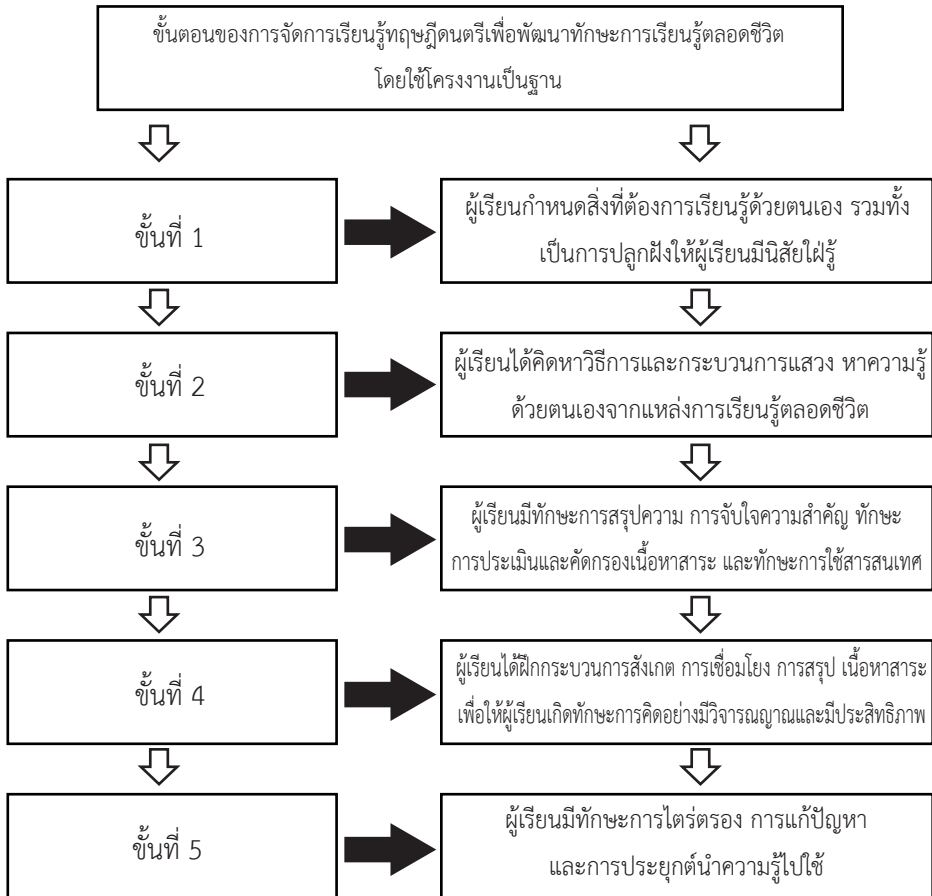 ขั้นตอนของการจัดการเรียนรู้ทฤษฎีดนตรีเพื่อพัฒนาทักษะการเรียนรู้ตลอดชีวิต
โดยใช้โครงงานเป็นฐาน
ขั้นที่ 1
ผู้เรียนกำหนดสิ่งที่ต้องการเรียนรู้ด้วยตนเอง รวมทั้ง
เป็นการปลูกฝังให้ผู้เรียนมีนิสัยใฝ่รู้
ขั้นที่ 2
ผู้เรียนได้คิดหาวิธีการและกระบวนการแสวง หาความรู้
ด้วยตนเองจากแหล่งการเรียนรู้ตลอดชีวิต
ขั้นที่ 3
ผู้เรียนมีทักษะการสรุปความ การจับใจความสำคัญ ทักษะ
การประเมินและคัดกรองเนื้อหาสาระ และทักษะการใช้สารสนเทศ
ขั้นที่ 4
ผู้เรียนได้ฝึกกระบวนการสังเกต การเชื่อมโยง การสรุป เนื้อหาสาระ
เพื่อให้ผู้เรียนเกิดทักษะการคิดอย่างมีวิจารณญาณและมีประสิทธิภาพ
ขั้นที่ 5
ผู้เรียนมีทักษะการไตร่ตรอง การแก้ปัญหา
และการประยุกต์นำความรู้ไปใช้